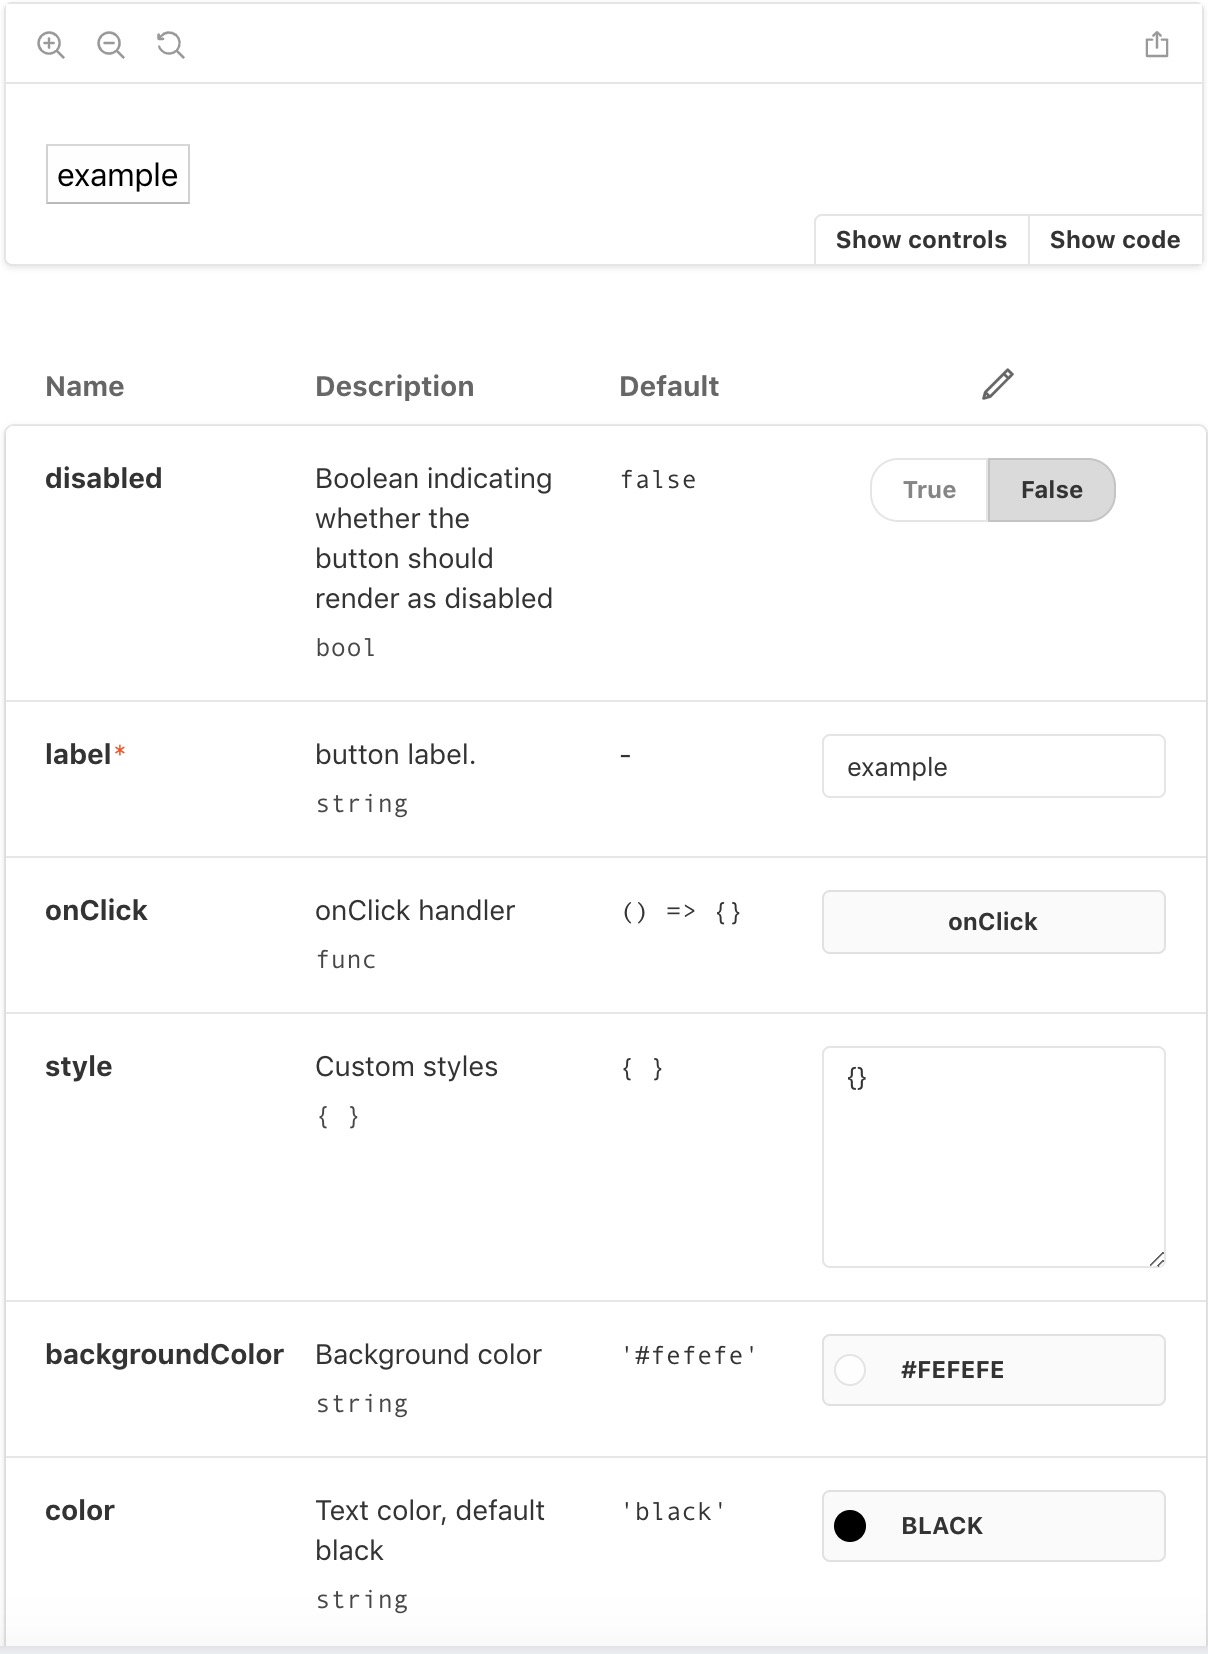 example
Show controls
Show code
Name Description Default
disabled
Boolean indicating
whether the
button should
render as disabled
bool
false
True
False
label*
button label.
string
-
example
onClick
onClick handler
func
() => {}
onClick
style
Custom styles
{ }
{ }
{}
backgroundColor
Background color
string
'#fefefe'
#FEFEFE
color
Text color, default
black
string
'black'
BLACK